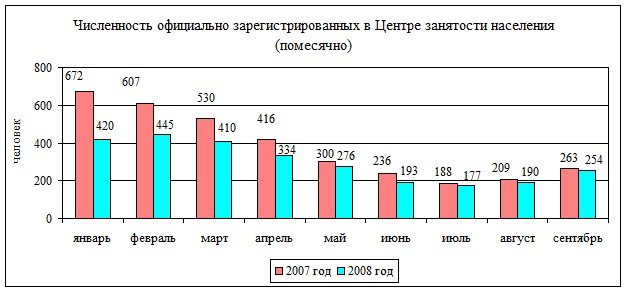 Численность официально зарегистрированных в Центре занятости населения
(помесячно)
человек
800
600
400
200
0
672 420
607 445
530 410
416 334
300 276
236 193
188 177
209 190
263 254
январь февраль март апрель май июнь июль август сентябрь
2007 год 2008 год